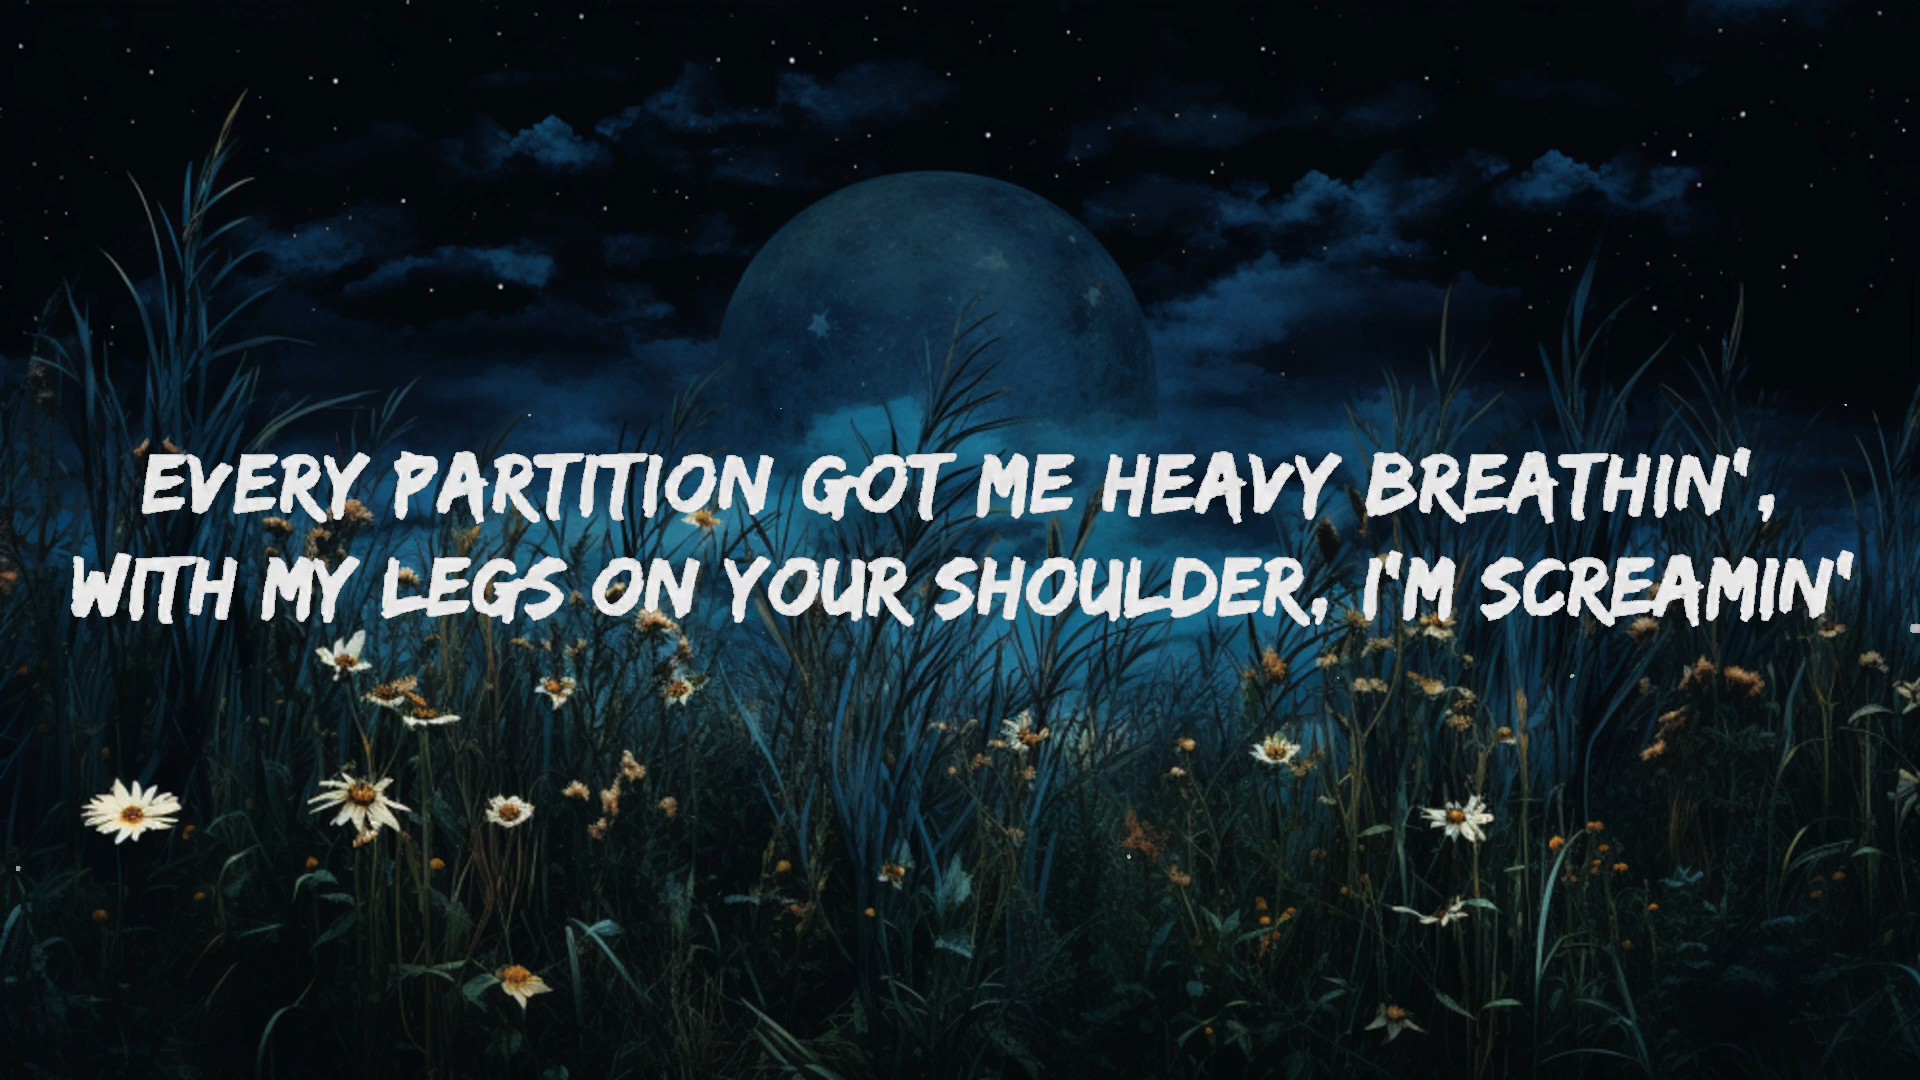 EVERY PARTITION GOT ME HEAVY BREATHIN',
WITH MY LEGS ON YOUR SHOULDER, I'M SCREAMIN'